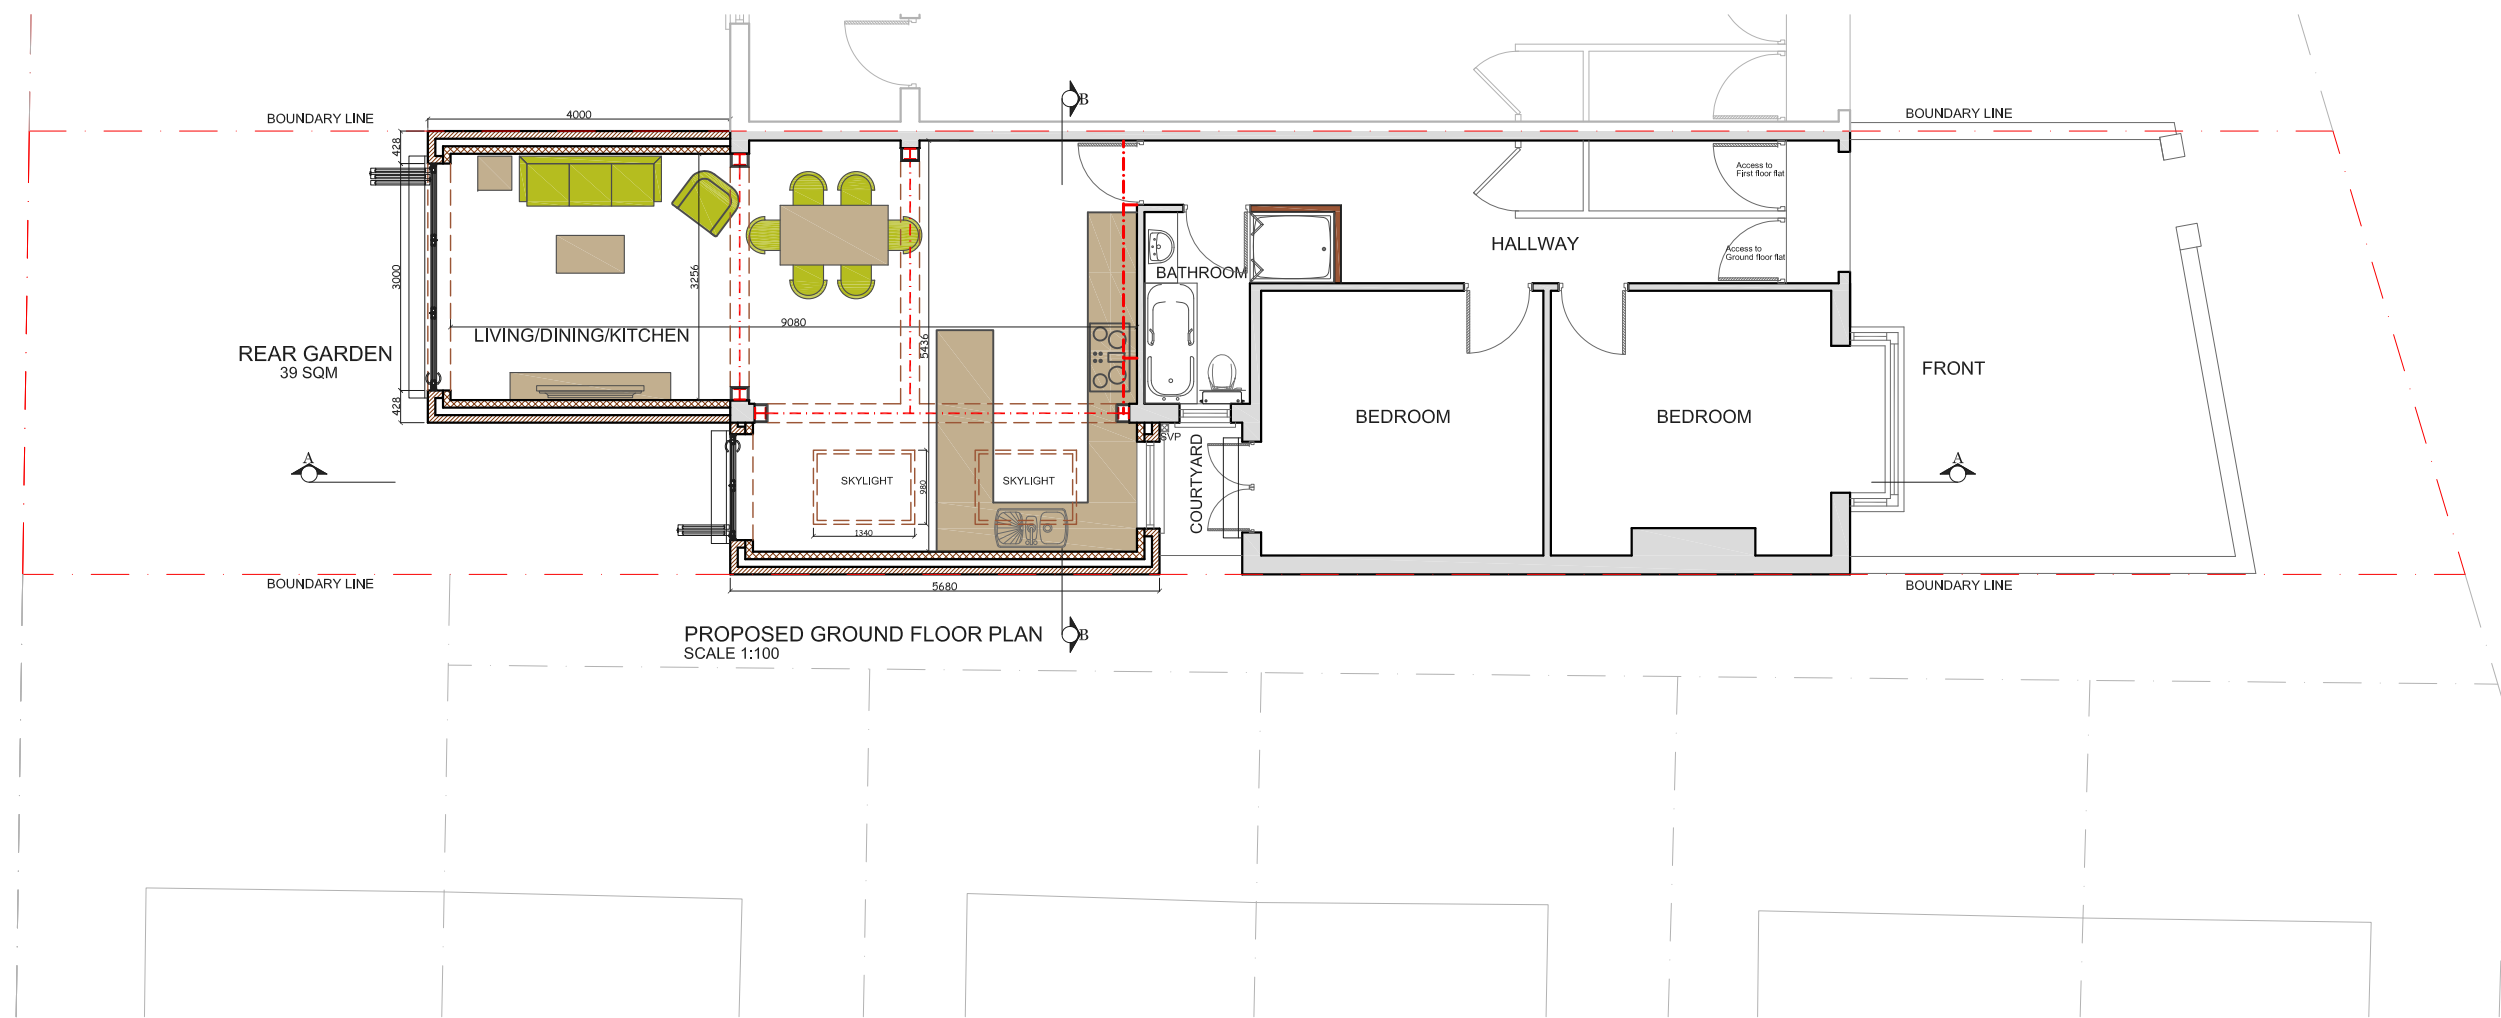 B
BOUNDARY LINE
4000
BOUNDARY LINE
428
Access to
First floor flat
HALLWAY
Access to
Ground floor flat
BATHROOM
3000
3256
9080
LIVING/DINING/KITCHEN
5436
REAR GARDEN
39 SQM
FRONT
428
BEDROOM
BEDROOM
SVP
COURTYARD
A
A
SKYLIGHT
980
SKYLIGHT
1340
BOUNDARY LINE
5680
BOUNDARY LINE
PROPOSED GROUND FLOOR PLAN
B
SCALE 1:100